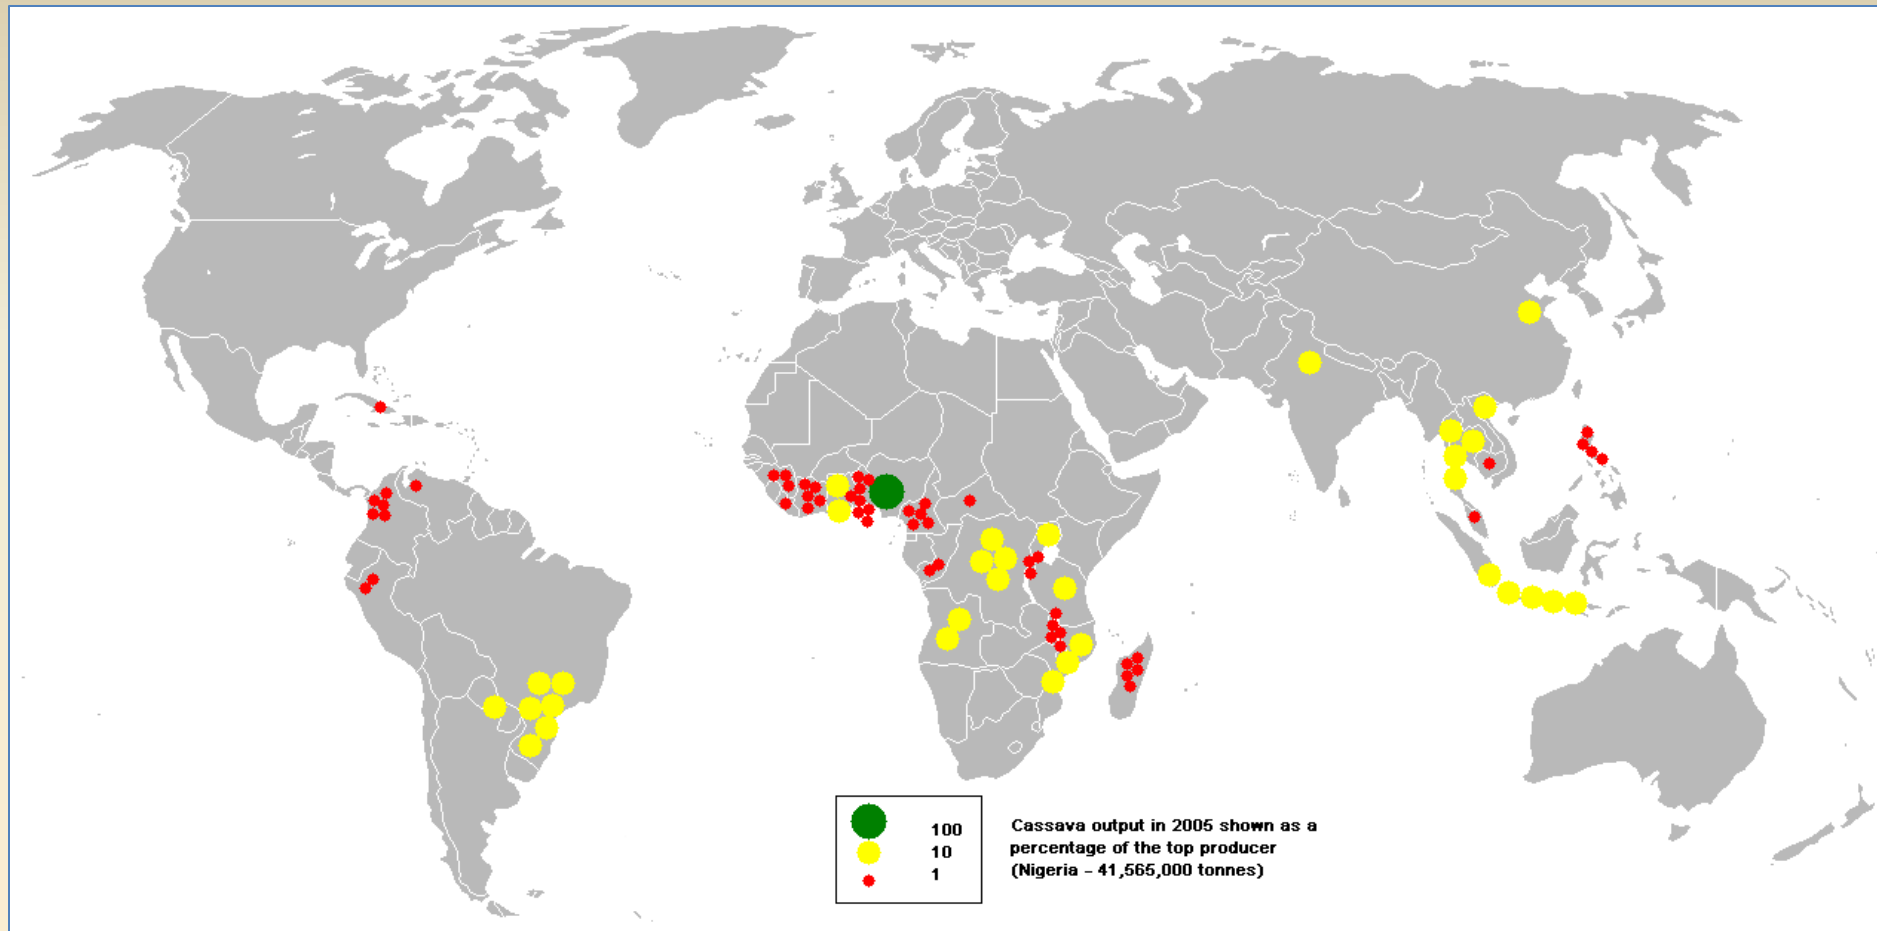 100
10
1
Cassava output in 2005 shown as a
percentage of the top producer
(Nigeria - 41,565,000 tonnes)